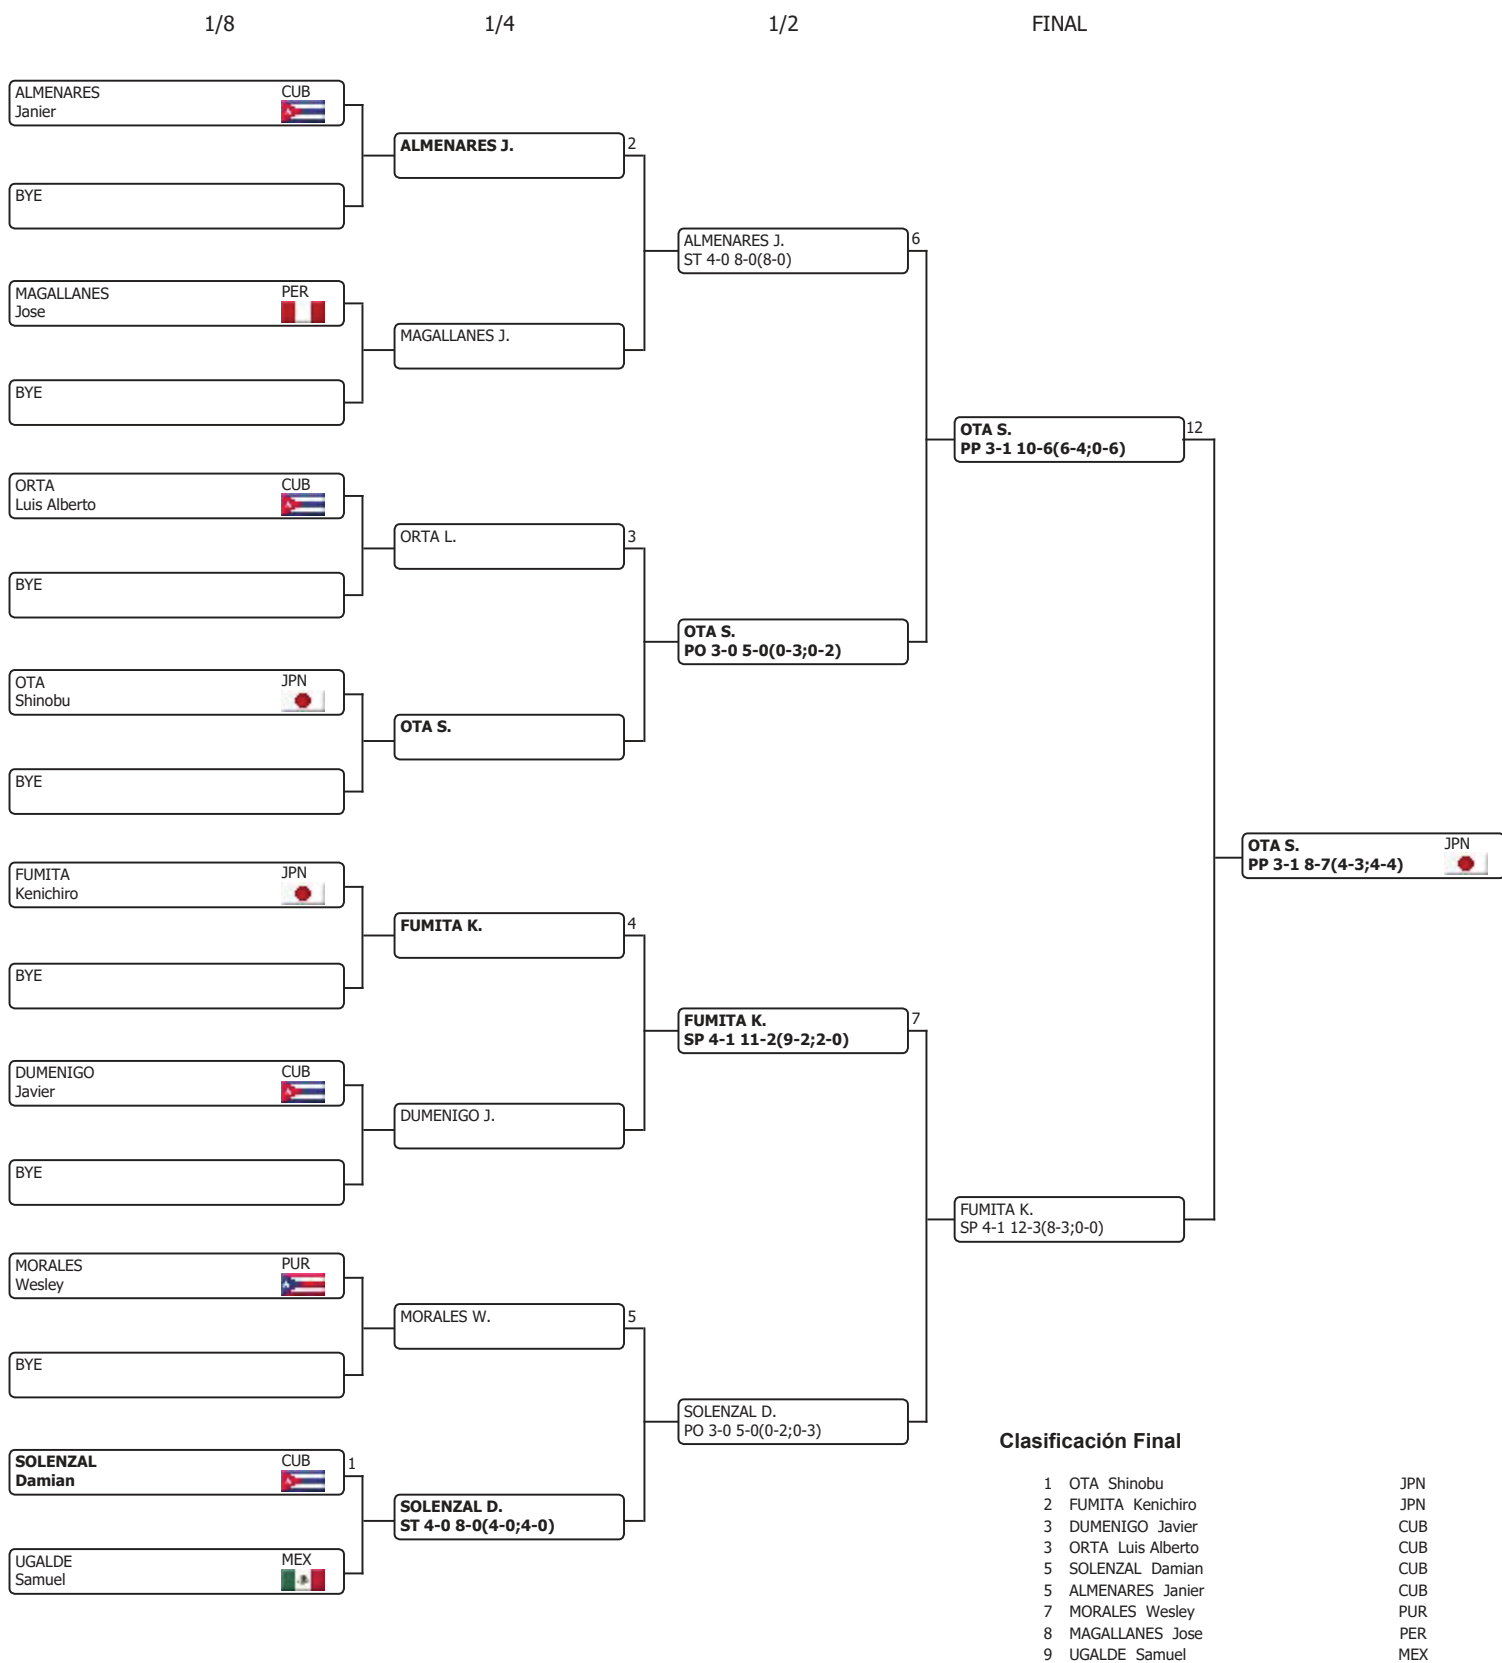 1/8 1/4 1/2 FINAL
ALMENARES CUB
Janier
BYE
MAGALLANES PER
Jose
BYE
ORTA CUB
Luis Alberto
BYE
OTA JPN
Shinobu
BYE
FUMITA JPN
Kenichiro
BYE
DUMENIGO CUB
Javier
BYE
MORALES PUR
Wesley
BYE
SOLENZAL CUB 1
Damian
UGALDE MEX
Samuel
ALMENARES J. 2
MAGALLANES J.
ORTA L. 3
OTA S.
FUMITA K. 4
DUMENIGO J.
MORALES W. 5
SOLENZAL D.
ST 4-0 8-0(4-0;4-0)
ALMENARES J. 6
ST 4-0 8-0(8-0)
OTA S.
PO 3-0 5-0(0-3;0-2)
FUMITA K. 7
SP 4-1 11-2(9-2;2-0)
SOLENZAL D.
PO 3-0 5-0(0-2;0-3)
OTA S. 12
PP 3-1 10-6(6-4;0-6)
FUMITA K.
SP 4-1 12-3(8-3;0-0)
OTA S. JPN
PP 3-1 8-7(4-3;4-4)
Clasificación Final
1 OTA Shinobu JPN
2 FUMITA Kenichiro JPN
3 DUMENIGO Javier CUB
3 ORTA Luis Alberto CUB
5 SOLENZAL Damian CUB
5 ALMENARES Janier CUB
7 MORALES Wesley PUR
8 MAGALLANES Jose PER
9 UGALDE Samuel MEX